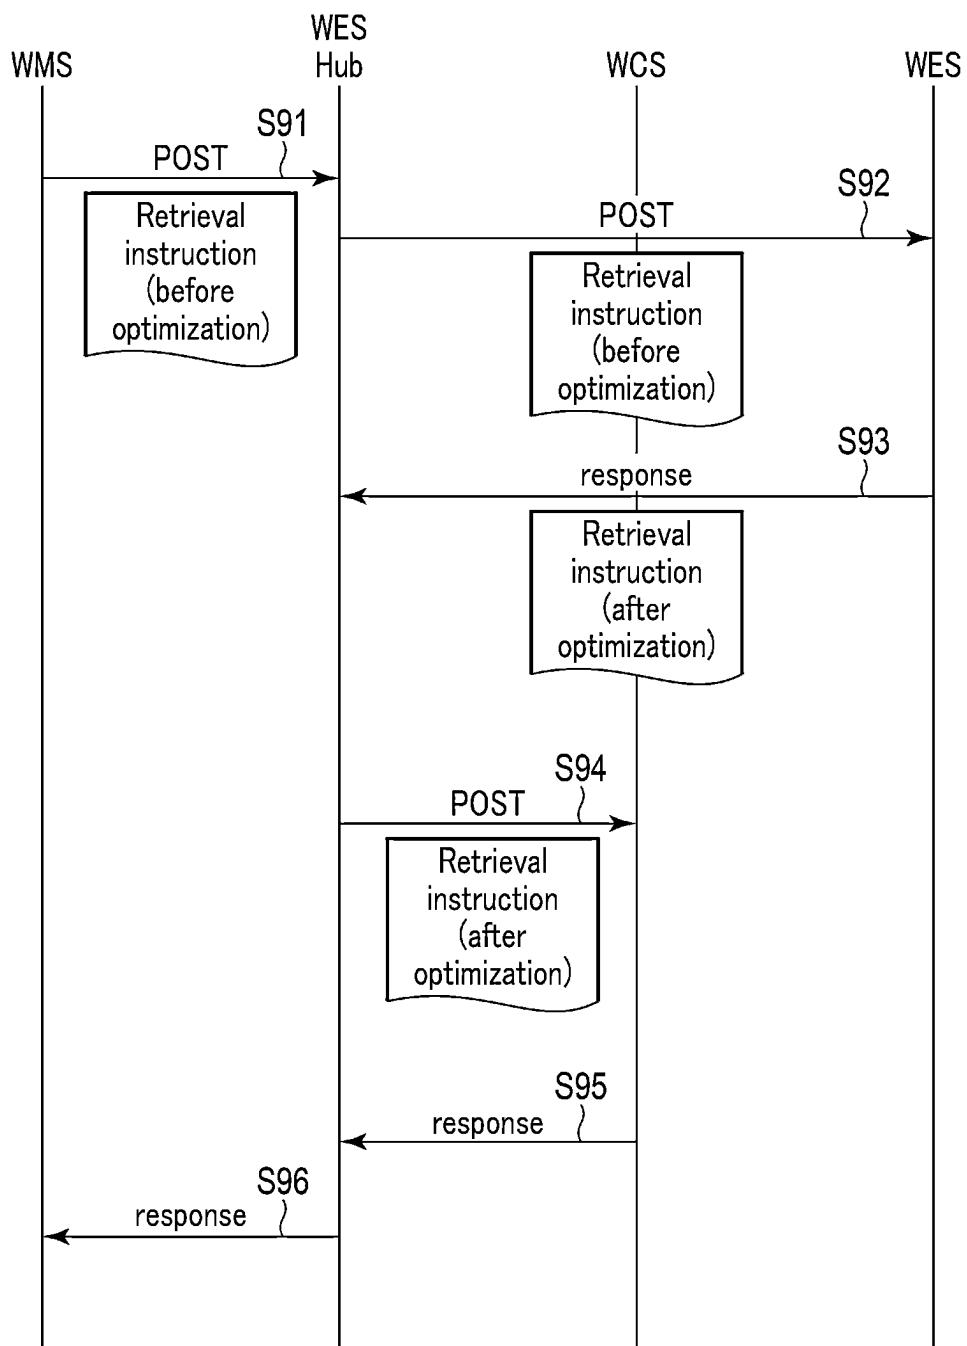 WMS
WES
Hub
WCS
WES
S91
POST
Retrieval
instruction
(before
optimization)
S92
POST
Retrieval
instruction
(before
optimization)
S93
response
Retrieval
instruction
(after
optimization)
S94
POST
Retrieval
instruction
(after
optimization)
S95
response
S96
response